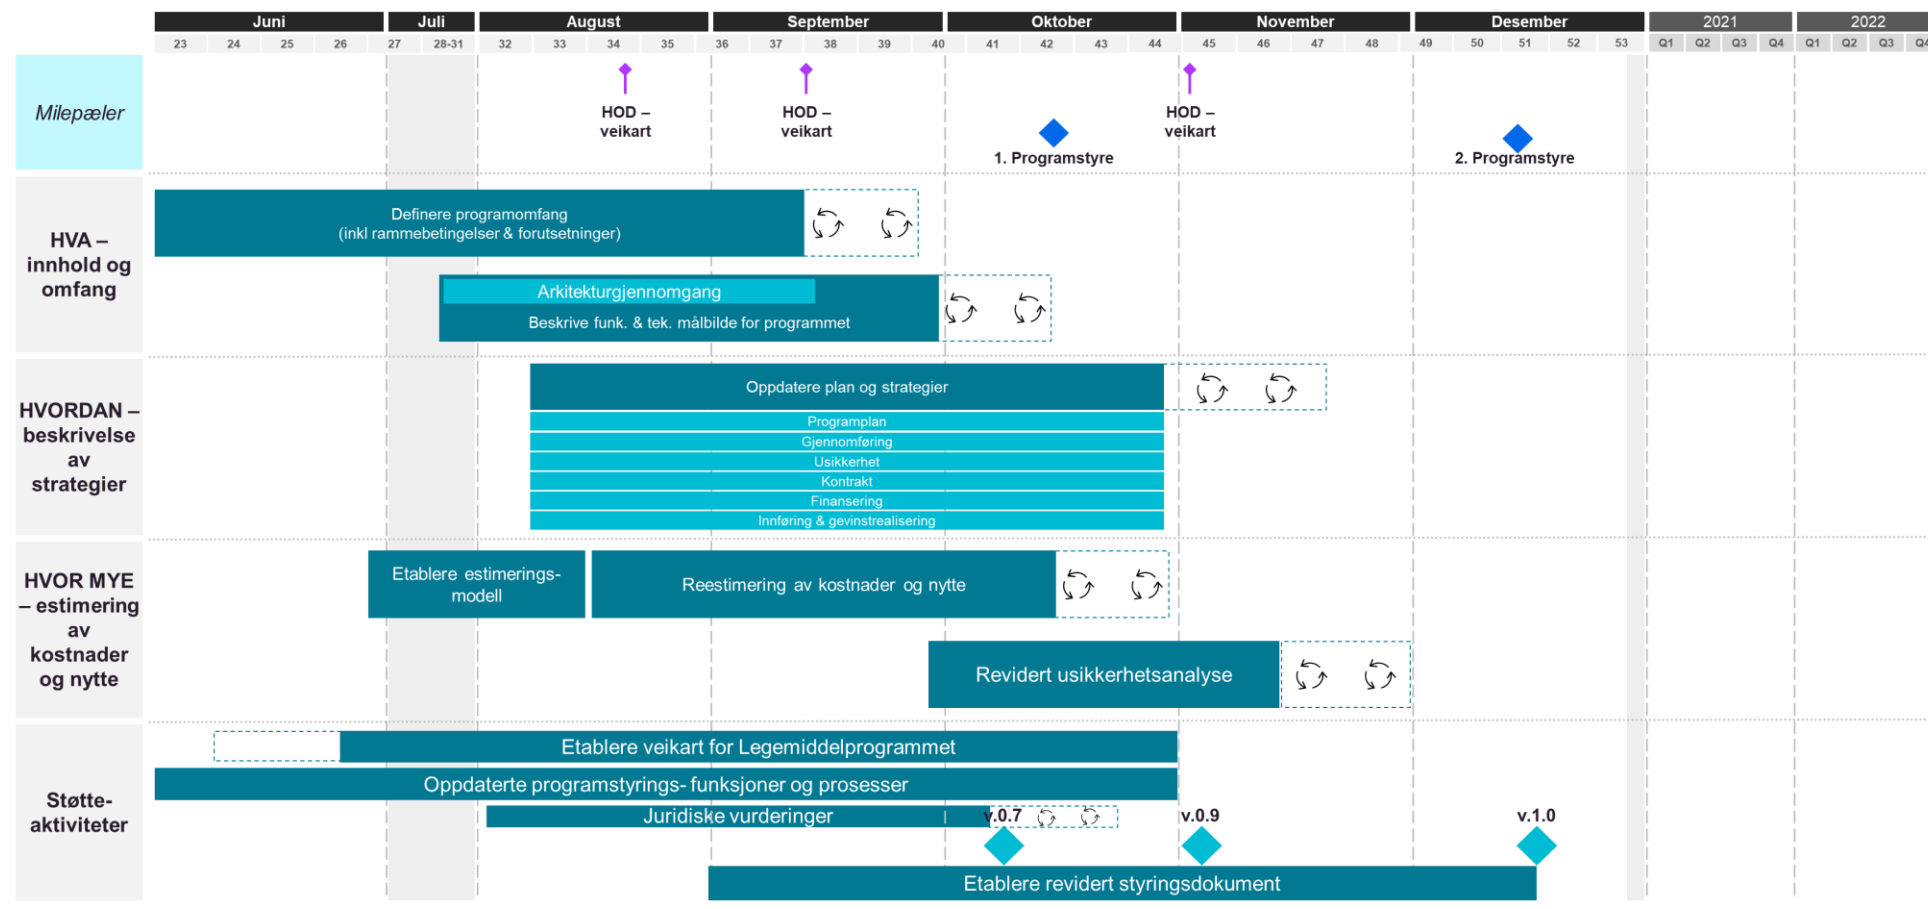 Juni Juli August September Oktober November Desember 2021 2022
23 24 25 26 27 28-31 32 33 34 35 36 37 38 39 40 41 42 43 44 45 46 47 48 49 50 51 52 53 Q1 Q2 Q3 Q4 Q1 Q2 Q3 Q4
Milepæler
HOD –
veikart
HOD –
veikart
1. Programstyre
HOD –
veikart
2. Programstyre
HVA –
innhold og
omfang
Definere programomfang
(inkl rammebetingelser & forutsetninger)
Arkitekturgjennomgang
Beskrive funk. & tek. målbilde for programmet
HVORDAN –
beskrivelse
av
strategier
Oppdatere plan og strategier
Programplan
Gjennomføring
Usikkerhet
Kontrakt
Finansering
Innføring & gevinstrealisering
HVOR MYE
– estimering
av
kostnader
og nytte
Etablere estimerings-
modell
Reestimering av kostnader og nytte
Revidert usikkerhetsanalyse
Støtte-
aktiviteter
Etablere veikart for Legemiddelprogrammet
Oppdaterte programstyrings- funksjoner og prosesser
Juridiske vurderinger
v.0.7
v.0.9
v.1.0
Etablere revidert styringsdokument